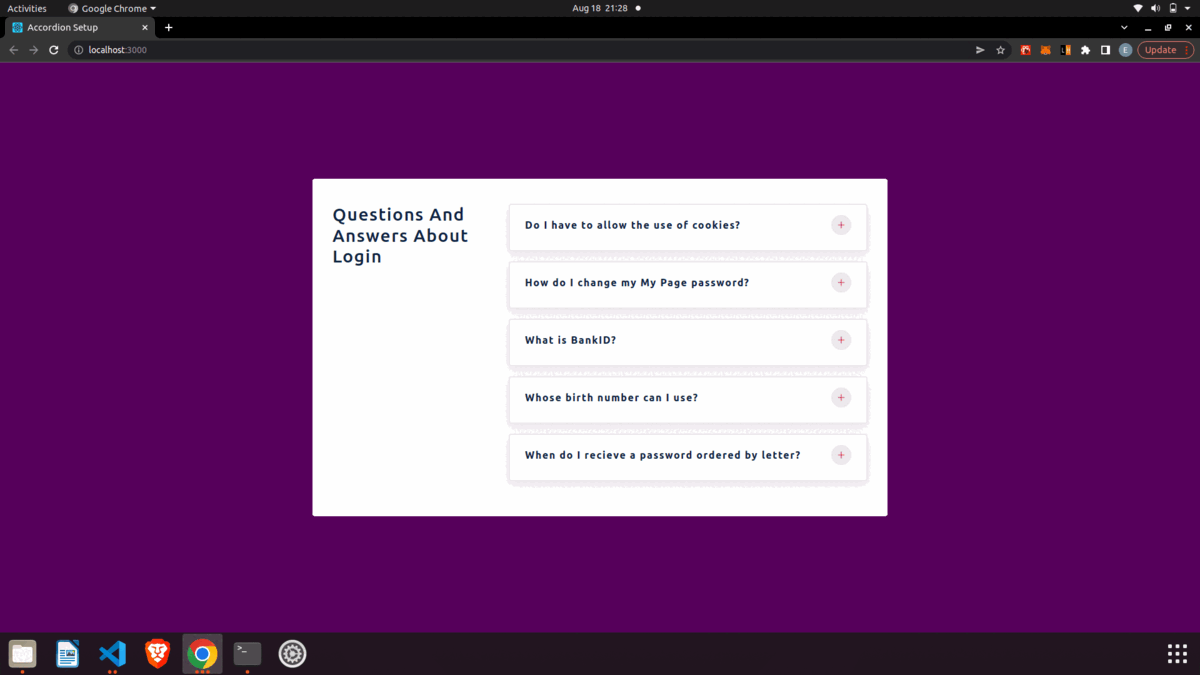 Activities
Google Chrome
Aug 18 21:28
Accordion Setup
localhost:3000
E
Update
Questions And
Answers About
Login
Do I have to allow the use of cookies?
How do I change my My Page password?
What is BankID?
Whose birth number can I use?
When do I recieve a password ordered by letter?